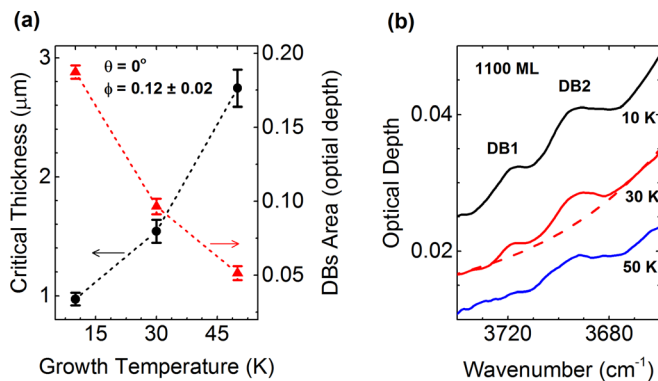 (a)
θ = 0°
ϕ = 0.12 ± 0.02
3
2
1
Critical Thickness (μm)
0.20
0.15
0.10
0.05
DBs Area (optial depth)
15 30 45
Growth Temperature (K)
(b)
1100 ML
DB2
DB1
10 K
30 K
50 K
0.04
0.02
Optical Depth
3720 3680
Wavenumber (cm⁻¹)